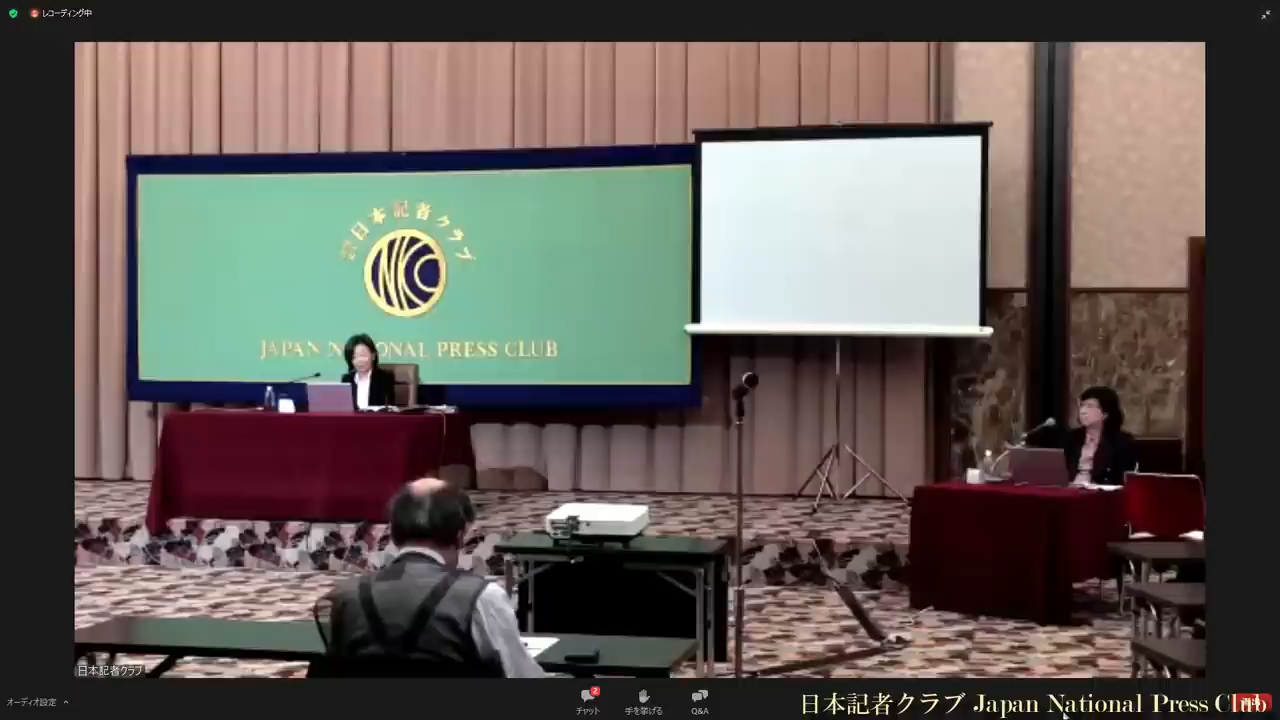 レコーディング中
日本記者クラブ
NKC
JAPAN NATIONAL PRESS CLUB
日本記者クラブ
オーディオ設定
2
チャット
手を挙げる
Q&A
日本記者クラブ Japan National Press Club